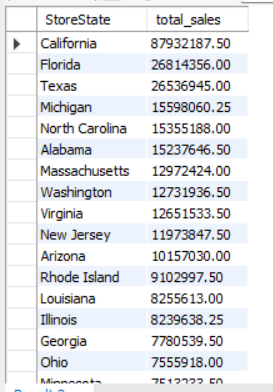 StoreState total_sales
California 87932187.50
Florida 26814356.00
Texas 26536945.00
Michigan 15598060.25
North Carolina 15355188.00
Alabama 15237646.50
Massachusetts 12972424.00
Washington 12731936.50
Virginia 12651533.50
New Jersey 11973847.50
Arizona 10157030.00
Rhode Island 9102997.50
Louisiana 8255613.00
Illinois 8239638.25
Georgia 7780539.50
Ohio 7555918.00
Minnesota